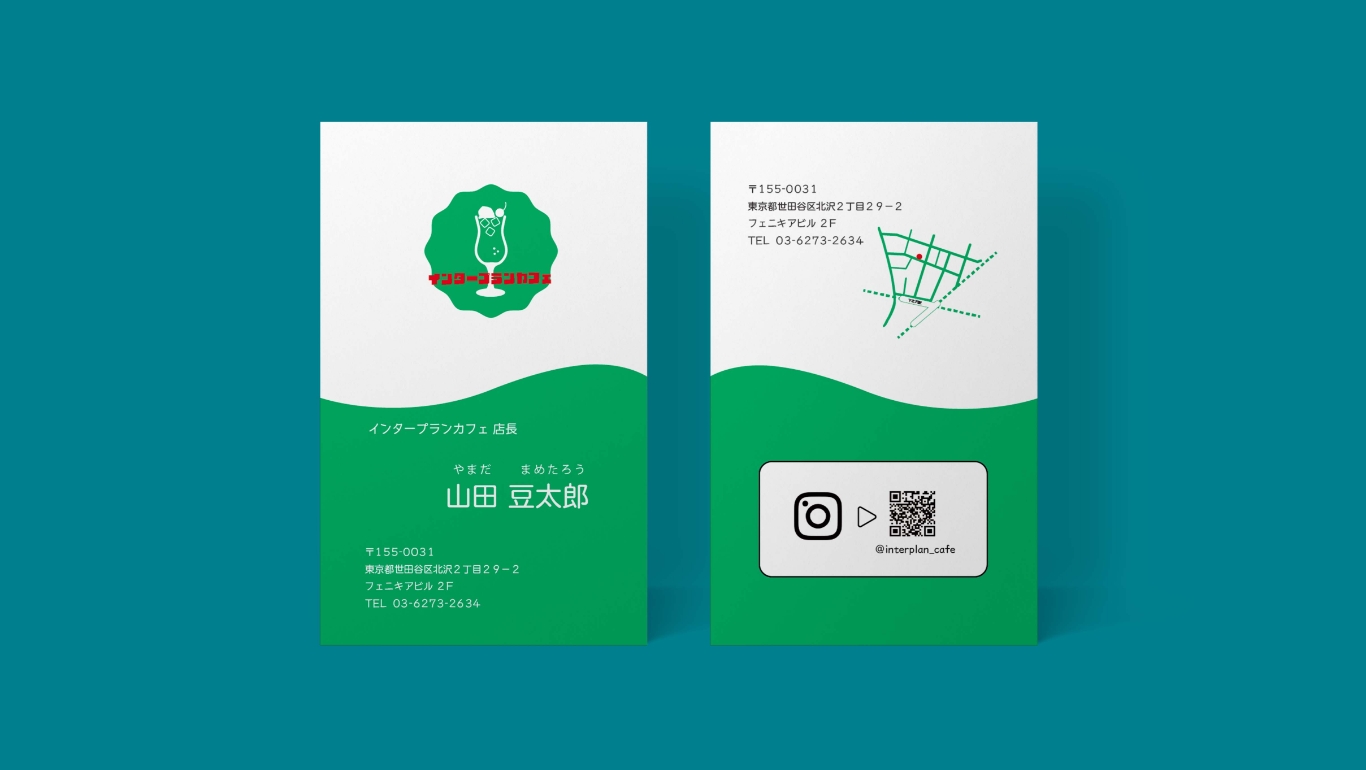 インタープランカフェ
インタープランカフェ 店長
やまだ まめたろう
山田 豆太郎
〒155-0031
東京都世田谷区北沢2丁目29-2
フェニキアビル 2F
TEL 03-6273-2634
〒155-0031
東京都世田谷区北沢2丁目29-2
フェニキアビル 2F
TEL 03-6273-2634
@interplan_cafe